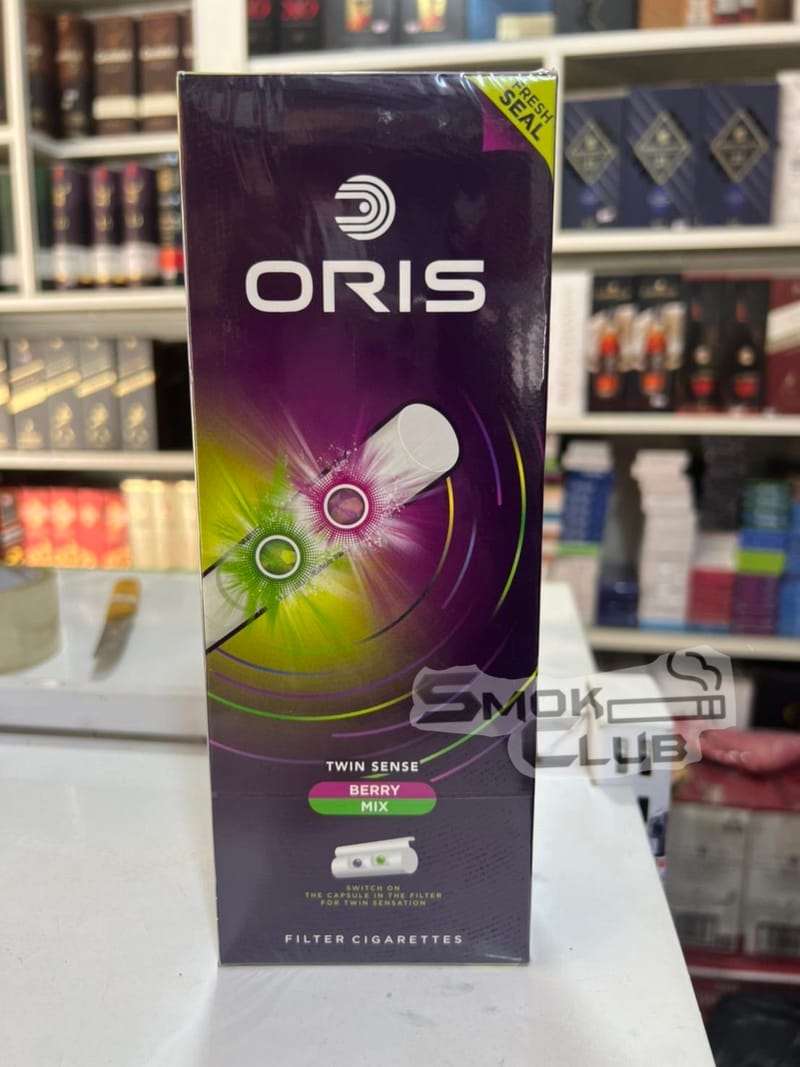 FRESH
SEAL
ORIS
TWIN SENSE
BERRY
MIX
SWITCH ON
THE CAPSULE IN THE FILTER
FOR TWIN SENSATION
FILTER CIGARETTES
SMOK
CLUB